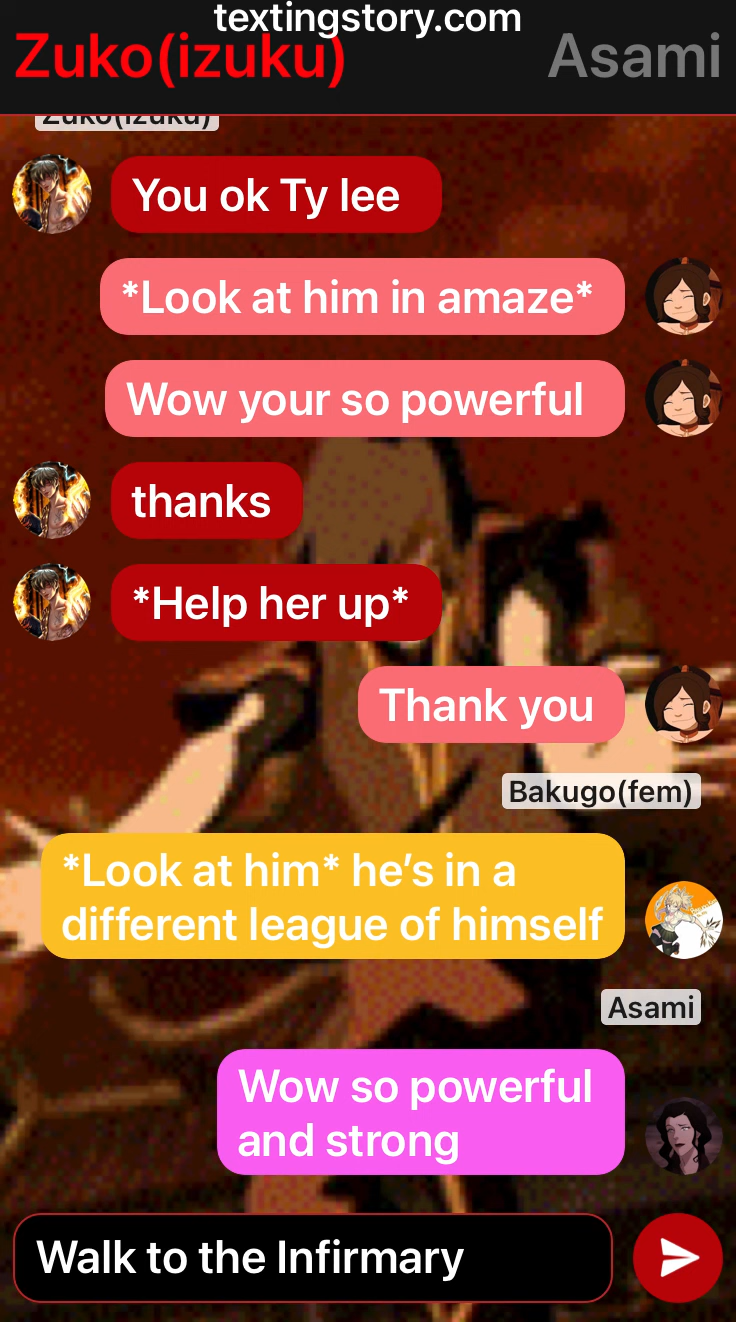 textingstory.com
Zuko(izuku)
Asami
Zuko(izuku)
You ok Ty lee
*Look at him in amaze*
Wow your so powerful
thanks
*Help her up*
Thank you
Bakugo(fem)
*Look at him* he’s in a
different league of himself
Asami
Wow so powerful
and strong
Walk to the Infirmary